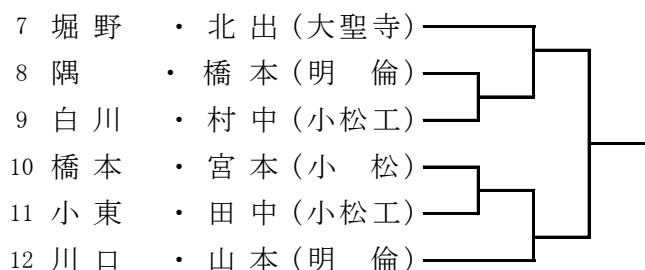 7 堀野 ・ 北出(大聖寺)
8 隅 ・ 橋本(明 倫)
9 白川 ・ 村中(小松工)
10 橋本 ・ 宮本(小 松)
11 小東 ・ 田中(小松工)
12 川口 ・ 山本(明 倫)